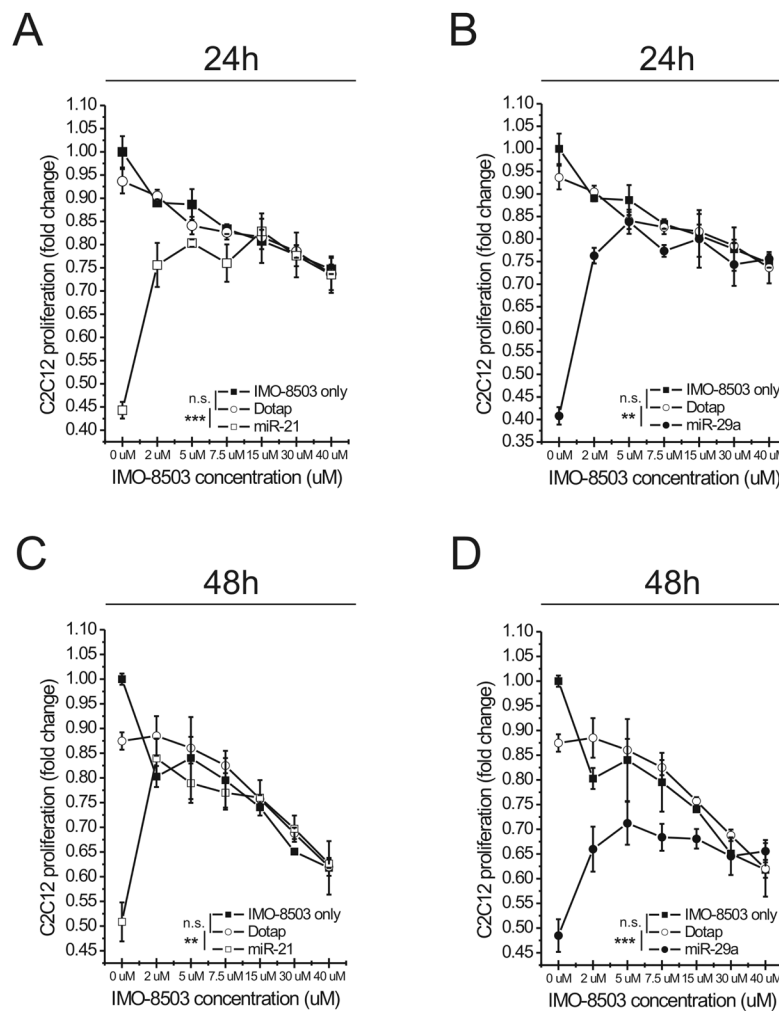 A
24h
C2C12 proliferation (fold change)
1.10
1.05
1.00
0.95
0.90
0.85
0.80
0.75
0.70
0.65
0.60
0.55
0.50
0.45
0.40
n.s.
***
IMO-8503 only
Dotap
miR-21
0 uM 2 uM 5 uM 7.5 uM 15 uM 30 uM 40 uM
IMO-8503 concentration (uM)
B
24h
C2C12 proliferation (fold change)
1.10
1.05
1.00
0.95
0.90
0.85
0.80
0.75
0.70
0.65
0.60
0.55
0.50
0.45
0.40
0.35
n.s.
**
IMO-8503 only
Dotap
miR-29a
0 uM 2 uM 5 uM 7.5 uM 15 uM 30 uM 40 uM
IMO-8503 concentration (uM)
C
48h
C2C12 proliferation (fold change)
1.10
1.05
1.00
0.95
0.90
0.85
0.80
0.75
0.70
0.65
0.60
0.55
0.50
0.45
n.s.
**
IMO-8503 only
Dotap
miR-21
0 uM 2 uM 5 uM 7.5 uM 15 uM 30 uM 40 uM
IMO-8503 concentration (uM)
D
48h
C2C12 proliferation (fold change)
1.10
1.05
1.00
0.95
0.90
0.85
0.80
0.75
0.70
0.65
0.60
0.55
0.50
0.45
n.s.
***
IMO-8503 only
Dotap
miR-29a
0 uM 2 uM 5 uM 7.5 uM 15 uM 30 uM 40 uM
IMO-8503 concentration (uM)